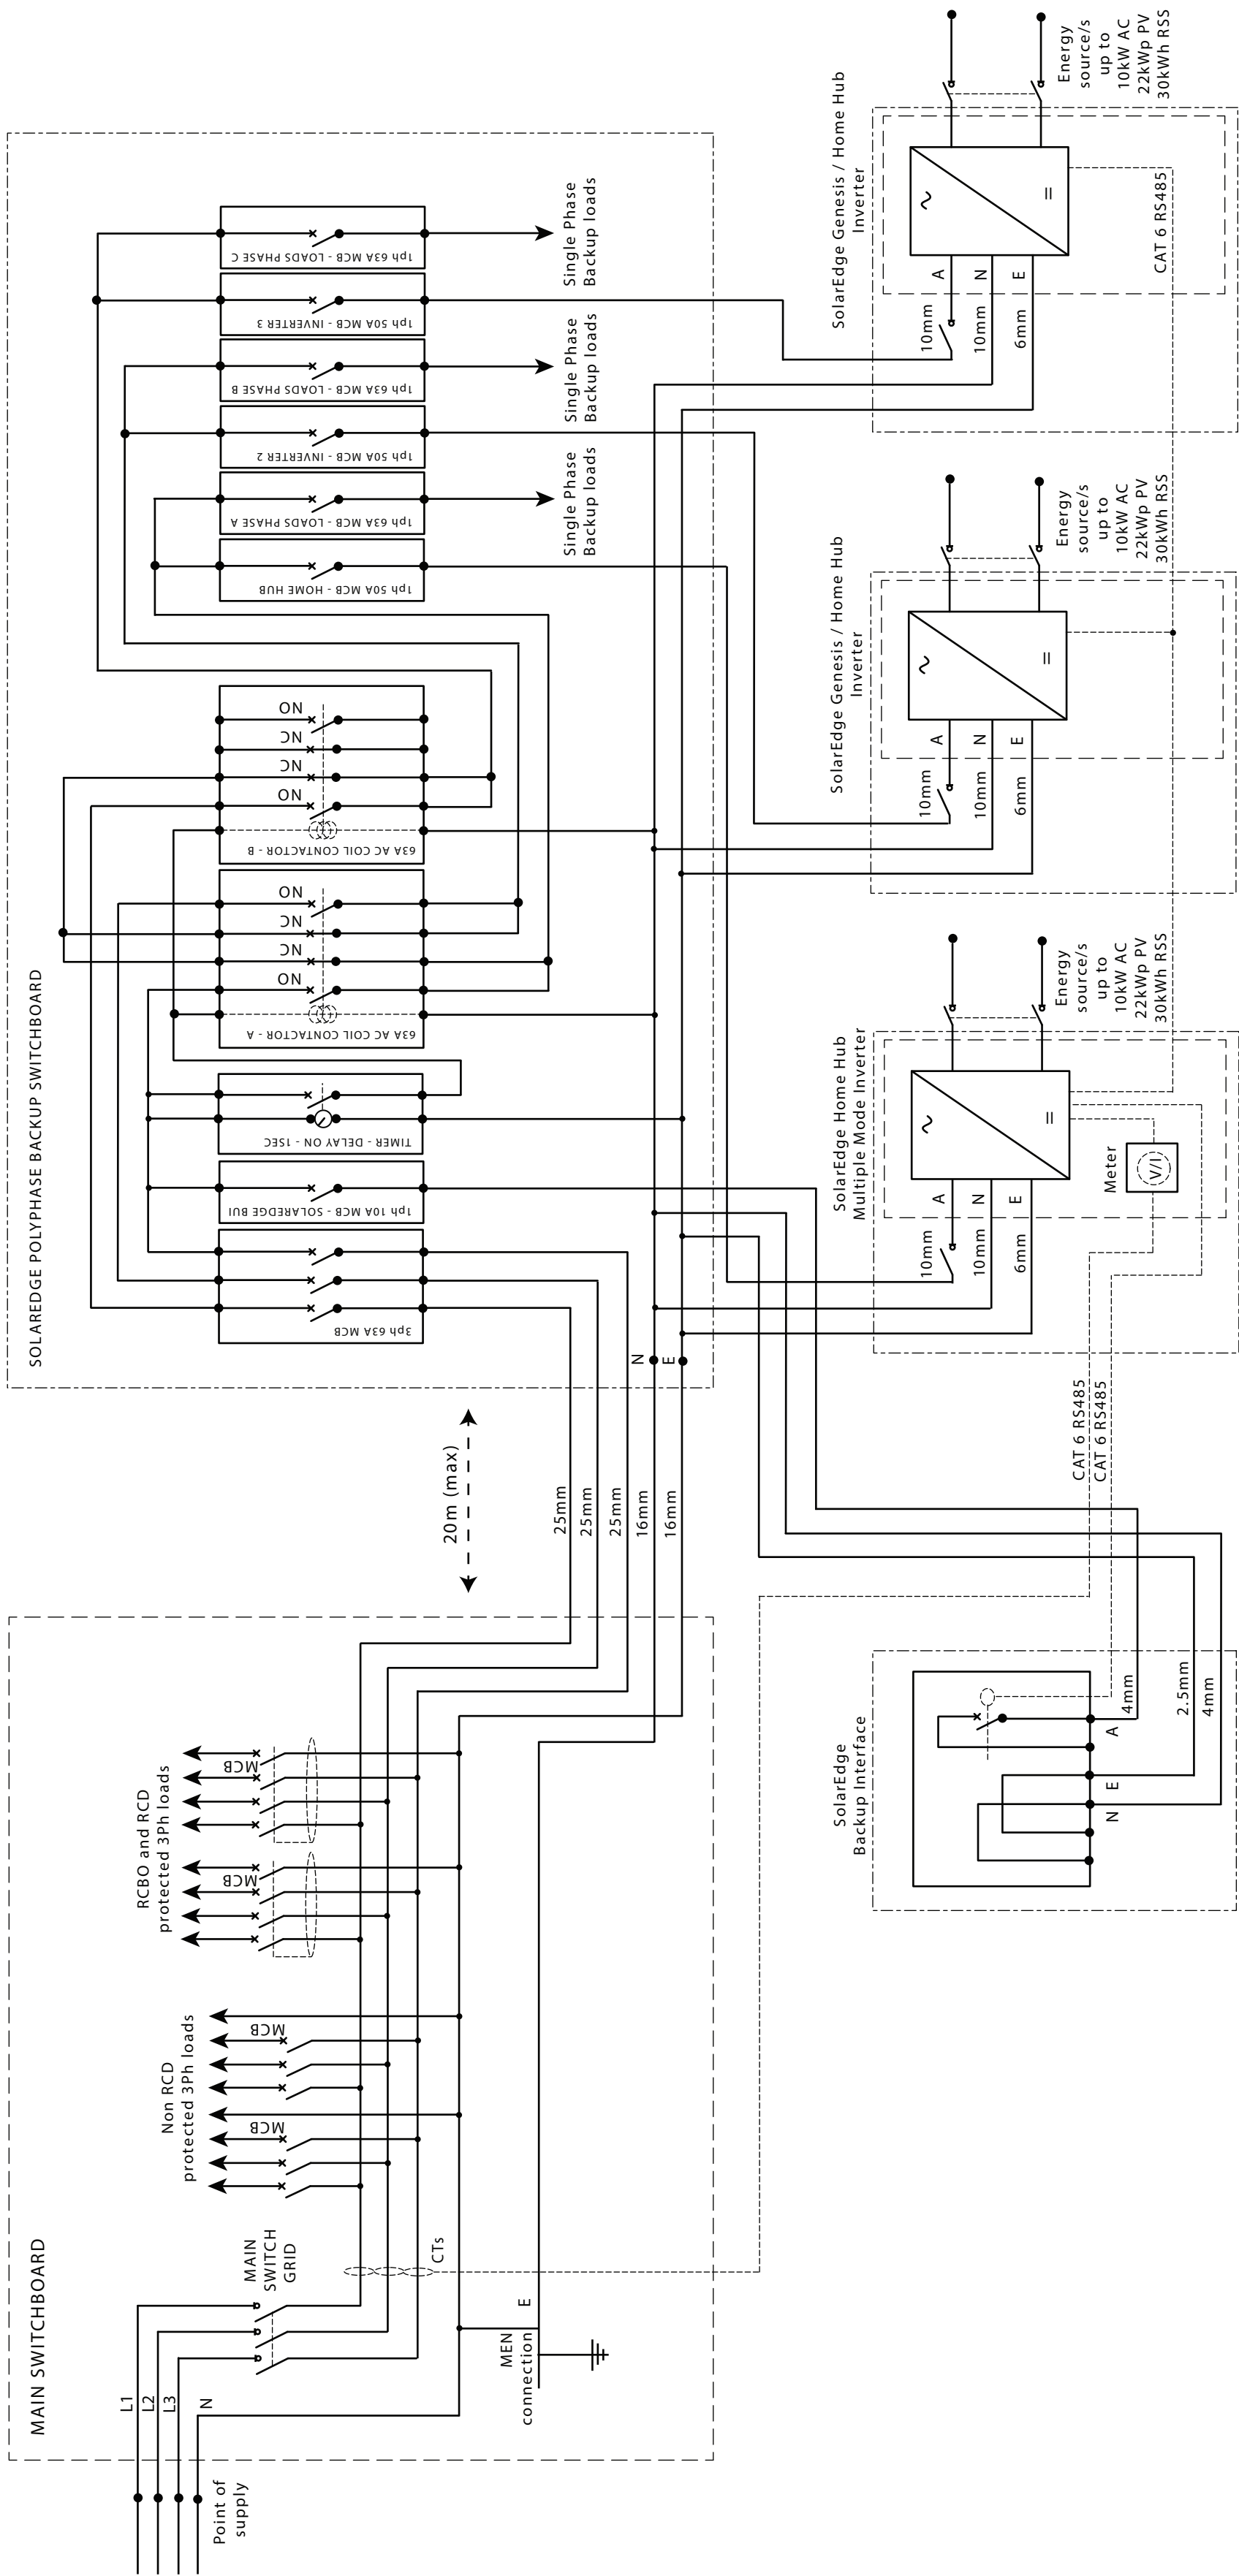 MAIN SWITCHBOARD
Point of
supply
L1
L2
L3
N
MAIN
SWITCH
GRID
CTs
MEN
connection
E
Non RCD
protected 3Ph loads
MCB
MCB
RCBO and RCD
protected 3Ph loads
MCB
MCB
20m (max)
25mm
25mm
25mm
16mm
16mm
SOLAREDGE POLYPHASE BACKUP SWITCHBOARD
N
E
3ph 63A MCB
1ph 10A MCB - SOLAREDGE BUI
TIMER - DELAY ON 1SEC
63A AC COIL CONTACTOR - A
NO
NC
NC
NO
63A AC COIL CONTACTOR - B
NO
NC
NC
NO
1ph 50A MCB - HOME HUB
1ph 63A MCB - LOADS PHASE A
1ph 50A MCB - INVERTER 2
1ph 63A MCB - LOADS PHASE B
1ph 50A MCB - INVERTER 3
1ph 63A MCB - LOADS PHASE C
Single Phase
Backup loads
Single Phase
Backup loads
Single Phase
Backup loads
SolarEdge
Backup Interface
N
E
A
4mm
2.5mm
4mm
CAT 6 RS485
CAT 6 RS485
SolarEdge Home Hub
Multiple Mode Inverter
10mm
10mm
6mm
A
N
E
~
=
Meter
V/I
Energy
source/s
up to
10kW AC
22kWp PV
30kWh RSS
SolarEdge Genesis / Home Hub
Inverter
10mm
10mm
6mm
A
N
E
~
=
Energy
source/s
up to
10kW AC
22kWp PV
30kWh RSS
SolarEdge Genesis / Home Hub
Inverter
10mm
10mm
6mm
A
N
E
~
=
CAT 6 RS485
Energy
source/s
up to
10kW AC
22kWp PV
30kWh RSS